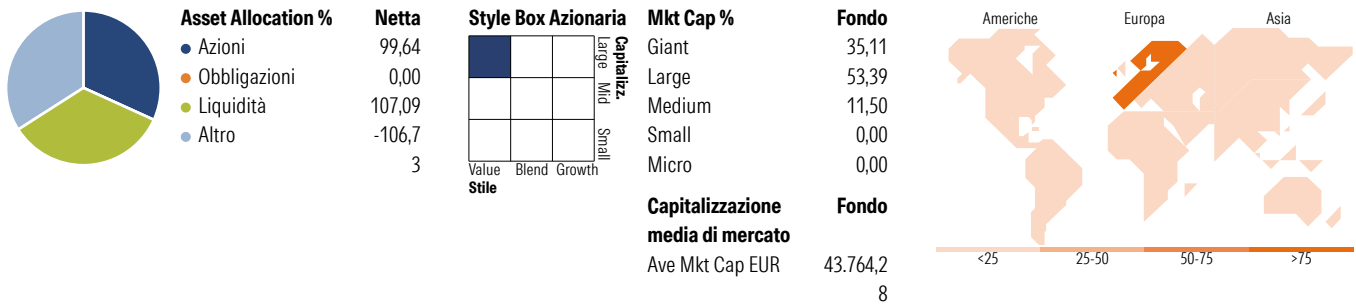 Asset Allocation % Netta
Azioni 99,64
Obbligazioni 0,00
Liquidità 107,09
Altro -106,7
3
Style Box Azionaria
Capitalizz.
Large Mid Small
Value Blend Growth
Stile
Mkt Cap % Fondo
Giant 35,11
Large 53,39
Medium 11,50
Small 0,00
Micro 0,00
Capitalizzazione Fondo
media di mercato
Ave Mkt Cap EUR 43.764,2
8
Americhe Europa Asia
<25 25-50 50-75 >75